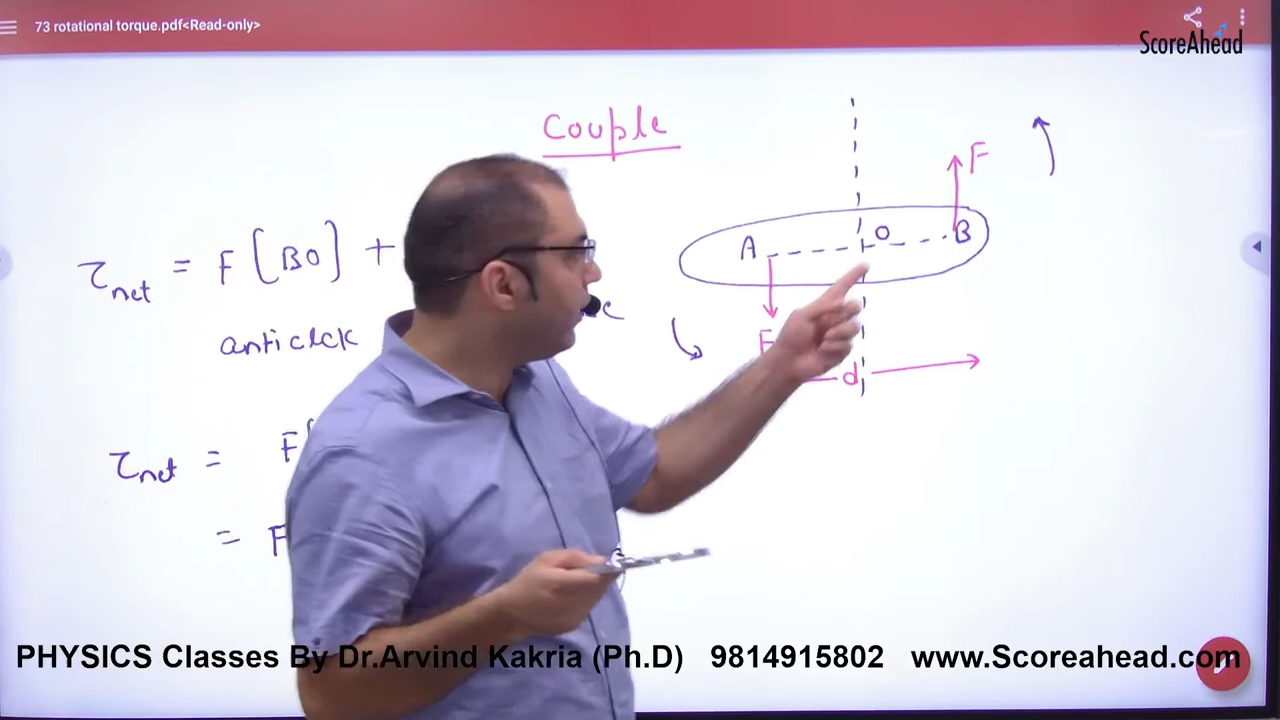 73 rotational torque.pdf<Read-only>
ScoreAhead
Couple
F
A
O
B
τnet = F [BO] +
F
anticlck
c
d
τnet = F
= F
PHYSICS Classes By Dr.Arvind Kakria (Ph.D) 9814915802 www.Scoreahead.com